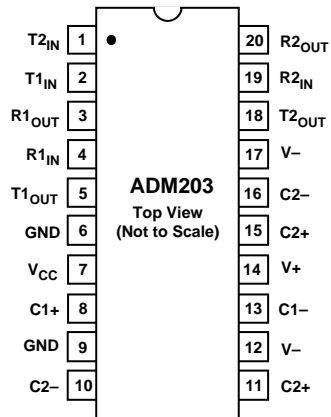 T2IN 1 20 R2OUT
T1IN 2 19 R2IN
R1OUT 3 18 T2OUT
R1IN 4 17 V–
T1OUT 5 16 C2–
ADM203
Top View
(Not to Scale)
GND 6 15 C2+
VCC 7 14 V+
C1+ 8 13 C1–
GND 9 12 V–
C2– 10 11 C2+